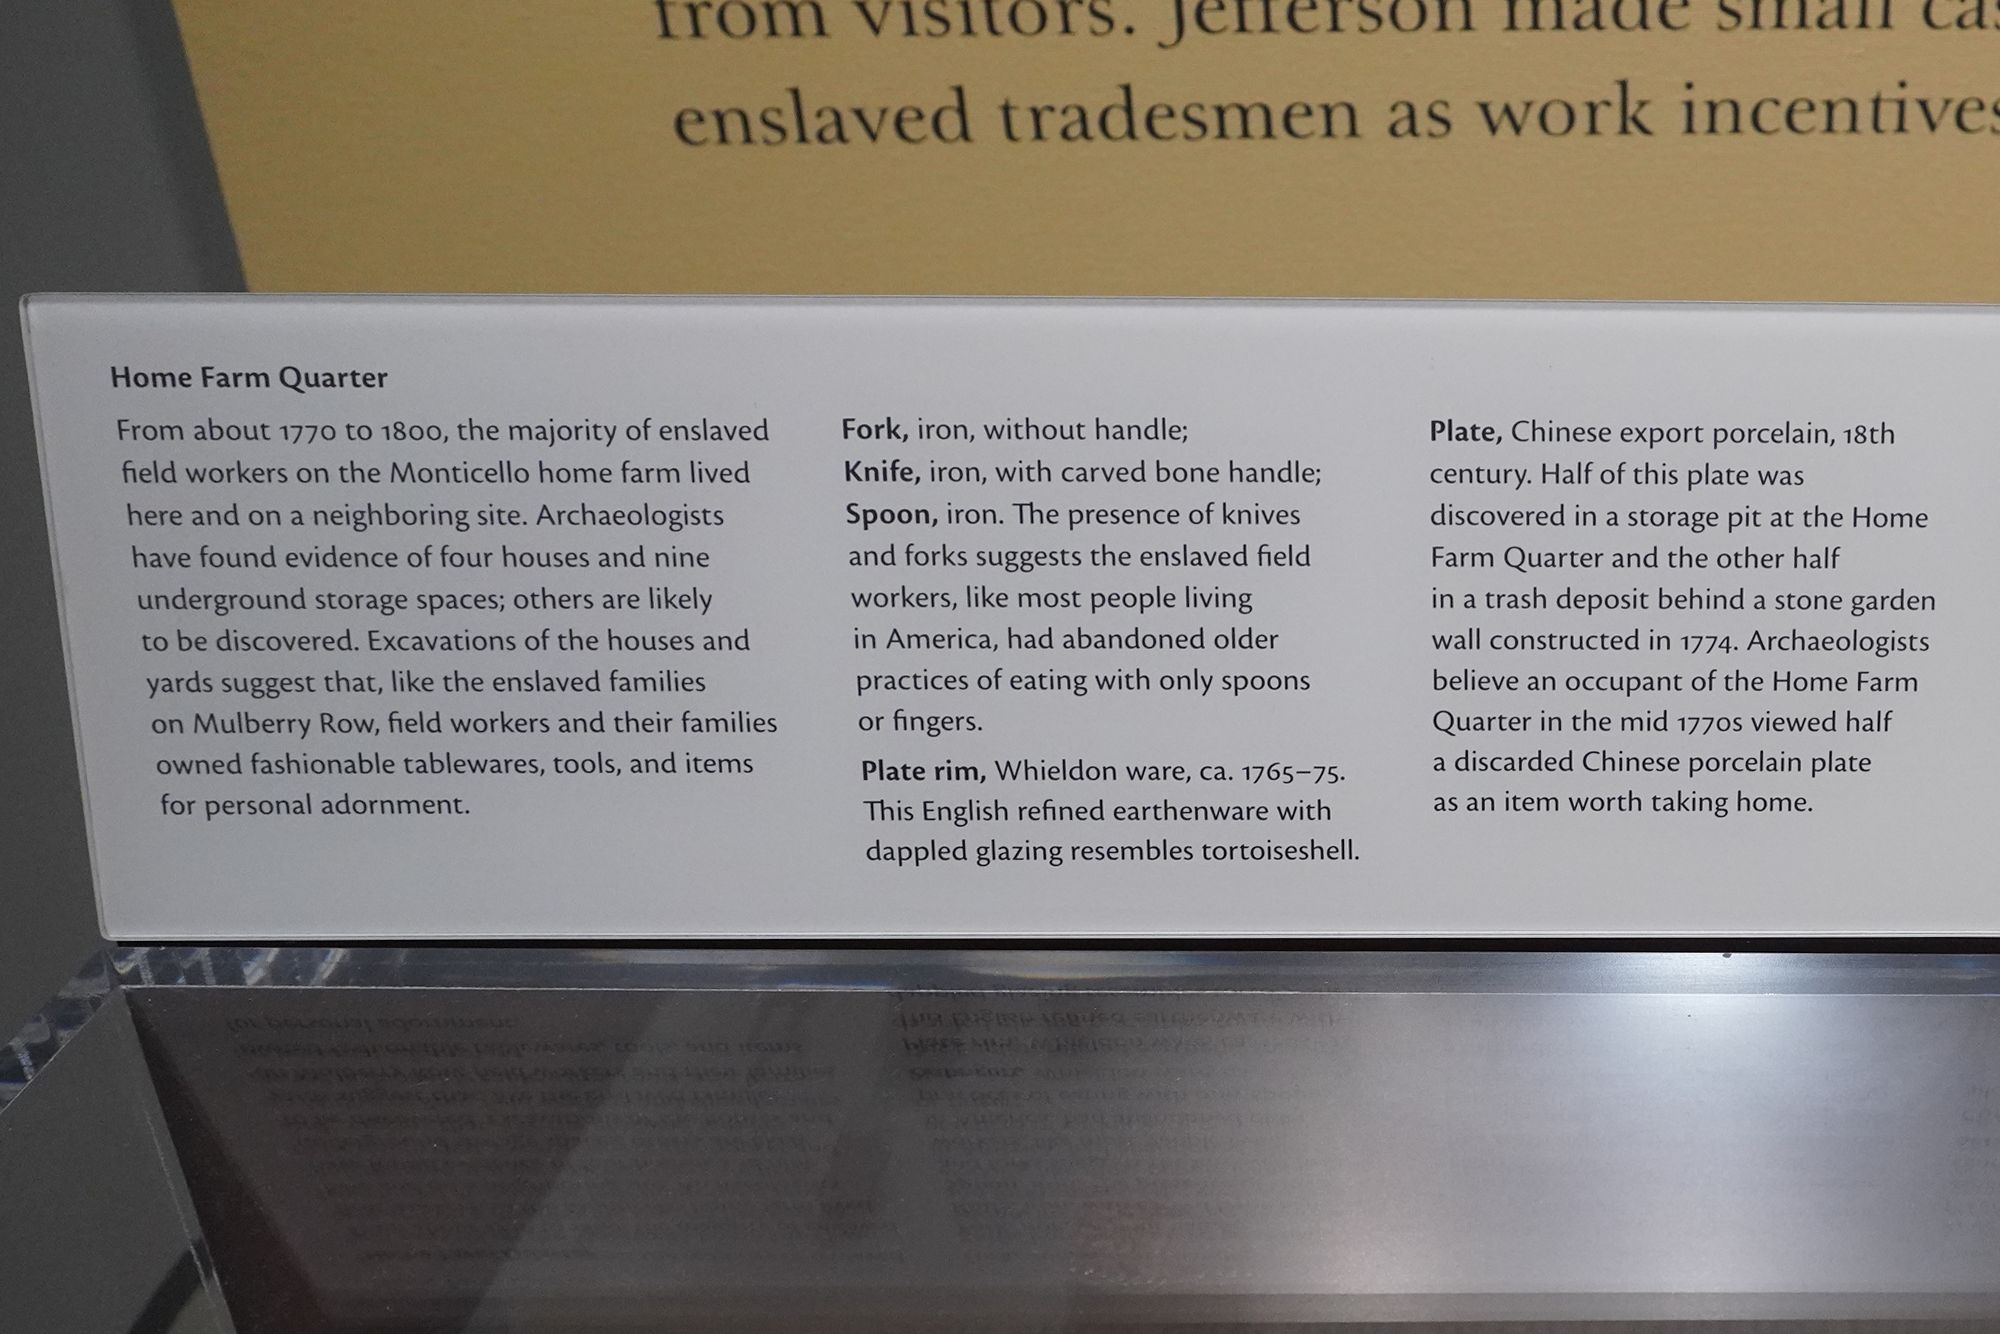 from visitors. Jefferson made small
enslaved tradesmen as work incentives
Home Farm Quarter
From about 1770 to 1800, the majority of enslaved
field workers on the Monticello home farm lived
here and on a neighboring site. Archaeologists
have found evidence of four houses and nine
underground storage spaces; others are likely
to be discovered. Excavations of the houses and
yards suggest that, like the enslaved families
on Mulberry Row, field workers and their families
owned fashionable tablewares, tools, and items
for personal adornment.
Fork, iron, without handle;
Knife, iron, with carved bone handle;
Spoon, iron. The presence of knives
and forks suggests the enslaved field
workers, like most people living
in America, had abandoned older
practices of eating with only spoons
or fingers.
Plate rim, Whieldon ware, ca. 1765–75.
This English refined earthenware with
dappled glazing resembles tortoiseshell.
Plate, Chinese export porcelain, 18th
century. Half of this plate was
discovered in a storage pit at the Home
Farm Quarter and the other half
in a trash deposit behind a stone garden
wall constructed in 1774. Archaeologists
believe an occupant of the Home Farm
Quarter in the mid 1770s viewed half
a discarded Chinese porcelain plate
as an item worth taking home.